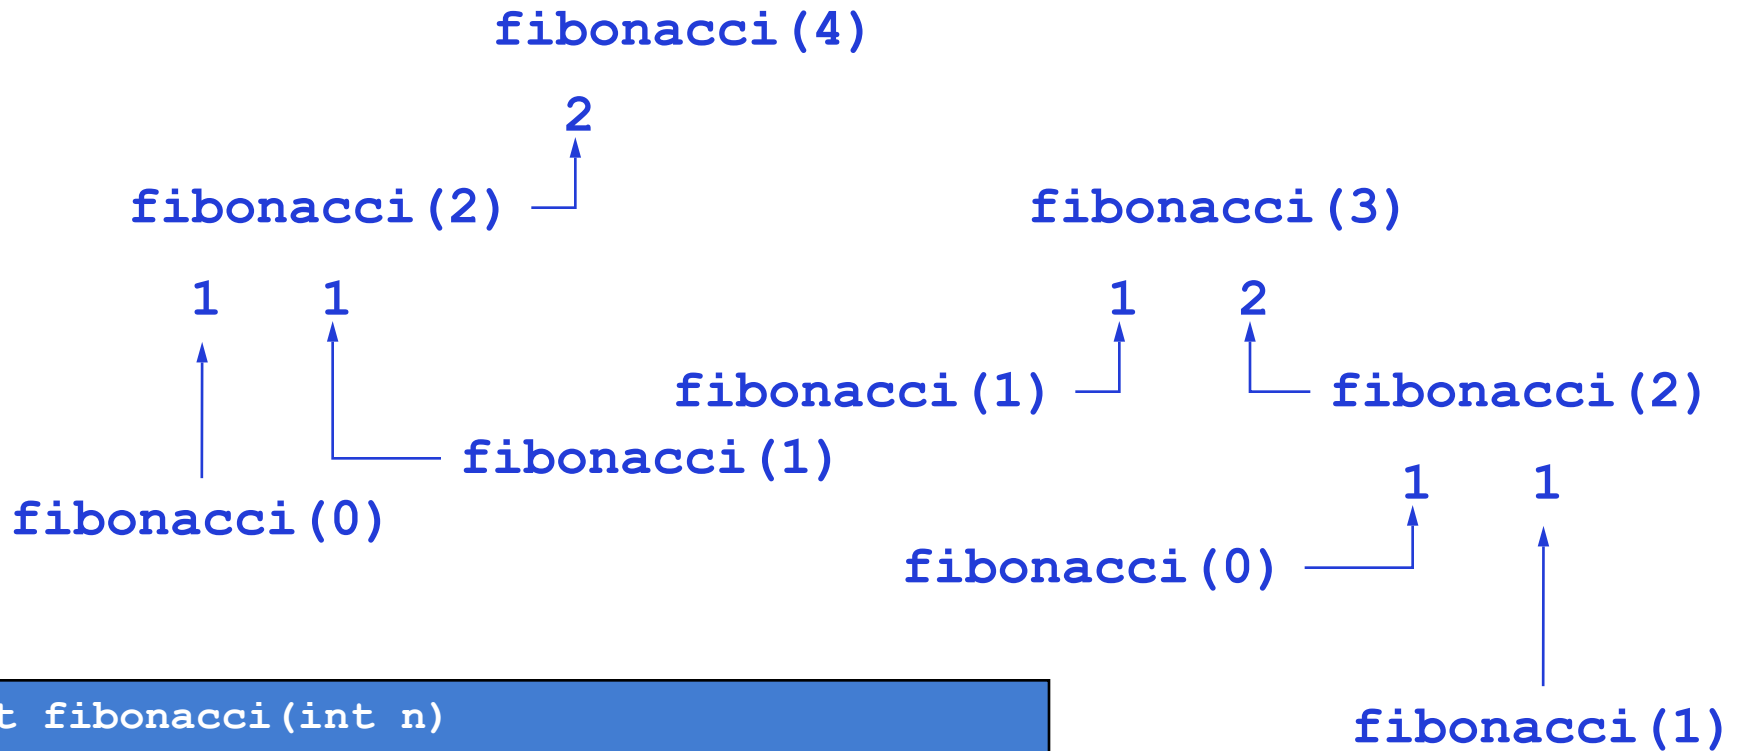 fibonacci(4)
2
fibonacci(2) fibonacci(3)
1 1 1 2
fibonacci(1) fibonacci(2)
fibonacci(1)
1 1
fibonacci(0)
fibonacci(0)
t fibonacci(int n)
fibonacci(1)